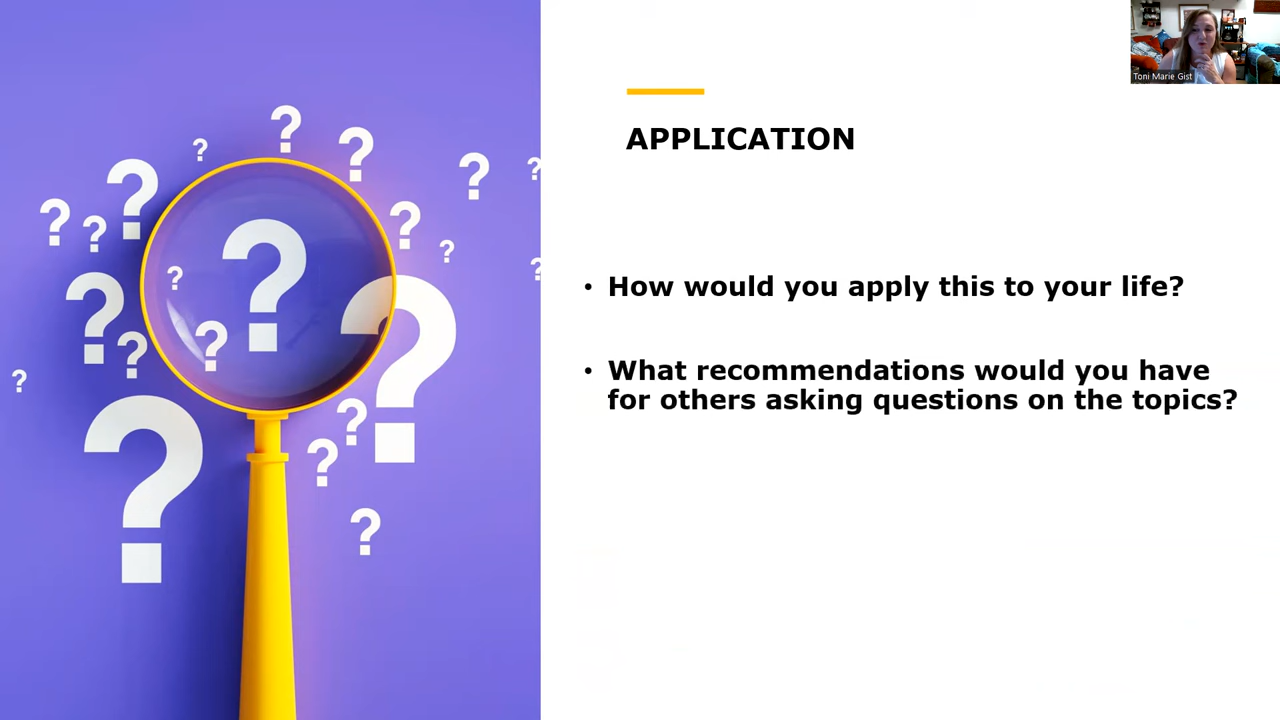 Toni Marie Gist
APPLICATION
• How would you apply this to your life?
• What recommendations would you have
for others asking questions on the topics?
? ? ? ? ? ? ? ? ? ? ? ? ? ? ? ? ? ? ? ? ? ? ?